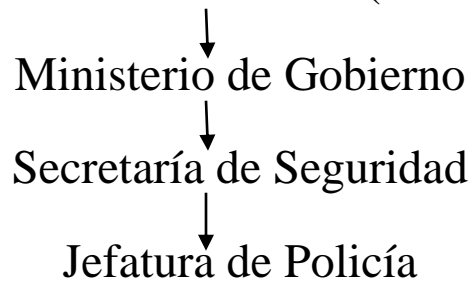 Ministerio de Gobierno
Secretaría de Seguridad
Jefatura de Policía